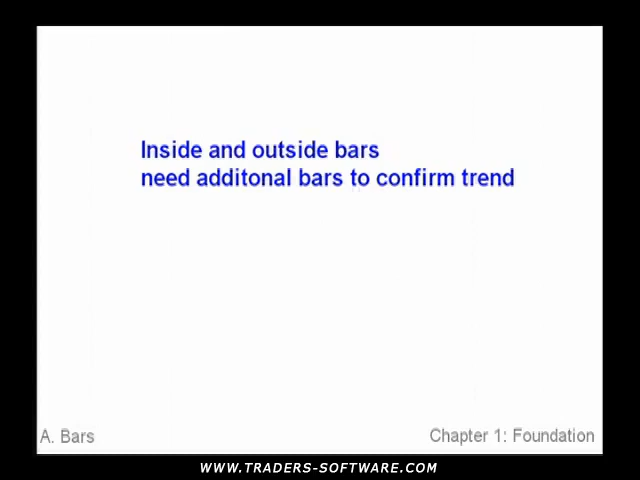 Inside and outside bars
need additonal bars to confirm trend
A. Bars
Chapter 1: Foundation
WWW.TRADERS-SOFTWARE.COM